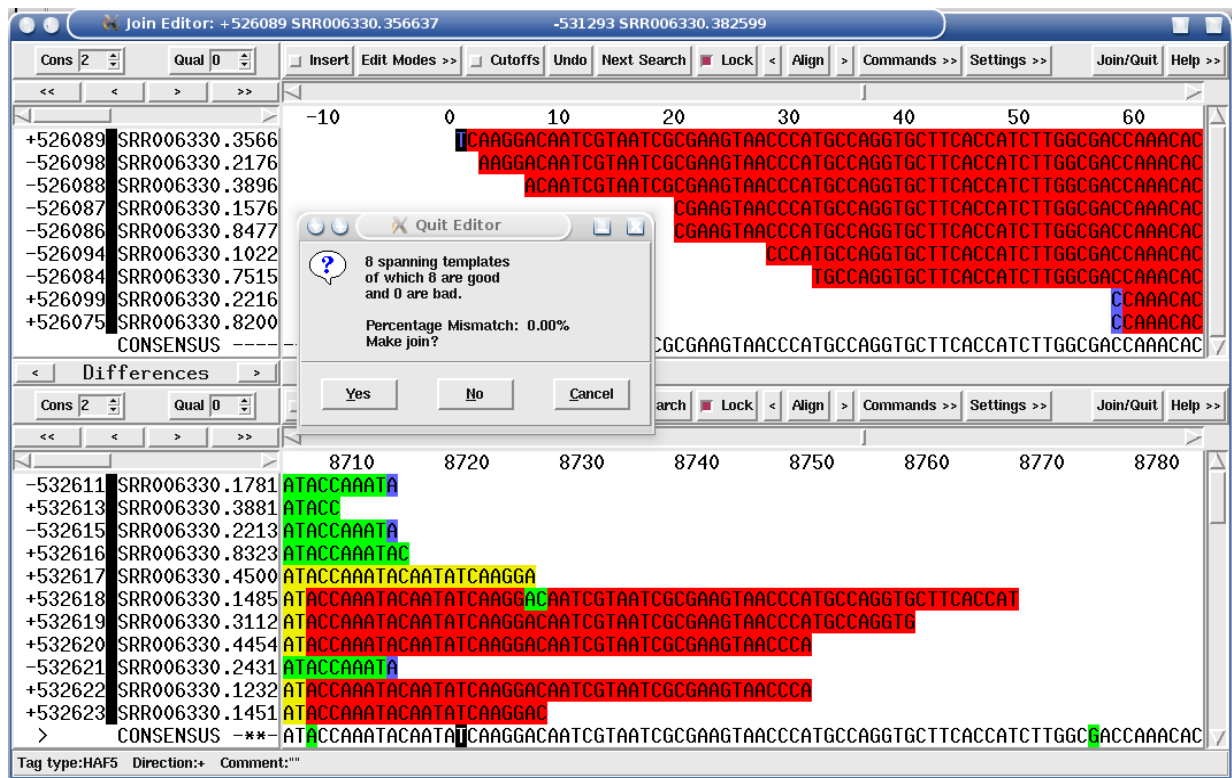 Join Editor: +526089 SRR006330.356637 -531293 SRR006330.382599
Cons 2 Qual 0 Insert Edit Modes >> Cutoffs Undo Next Search Lock < Align > Commands >> Settings >> Join/Quit Help >>
<< < > >>
-10 0 10 20 30 40 50 60
+526089 SRR006330.3566 TCAAGGACAATCGTAATCGCGAAGTAACCCATGCCAGGTGCTTCACCATCTTGGCGACCAAACAC
-526098 SRR006330.2176 AAGGACAATCGTAATCGCGAAGTAACCCATGCCAGGTGCTTCACCATCTTGGCGACCAAACAC
-526088 SRR006330.3896 ACAATCGTAATCGCGAAGTAACCCATGCCAGGTGCTTCACCATCTTGGCGACCAAACAC
-526087 SRR006330.1576 CGAAGTAACCCATGCCAGGTGCTTCACCATCTTGGCGACCAAACAC
-526086 SRR006330.8477 CGAAGTAACCCATGCCAGGTGCTTCACCATCTTGGCGACCAAACAC
-526094 SRR006330.1022 CCCATGCCAGGTGCTTCACCATCTTGGCGACCAAACAC
-526084 SRR006330.7515 TGCCAGGTGCTTCACCATCTTGGCGACCAAACAC
+526099 SRR006330.2216 CCAAACAC
+526075 SRR006330.8200 CCAAACAC
CONSENSUS ----- CGCGAAGTAACCCATGCCAGGTGCTTCACCATCTTGGCGACCAAACAC
Quit Editor
8 spanning templates
of which 8 are good
and 0 are bad.
Percentage Mismatch: 0.00%
Make join?
Yes No Cancel
< Differences >
Cons 2 Qual 0 arch Lock < Align > Commands >> Settings >> Join/Quit Help >>
<< < > >>
8710 8720 8730 8740 8750 8760 8770 8780
-532611 SRR006330.1781 ATACCAAATA
+532613 SRR006330.3881 ATACC
-532615 SRR006330.2213 ATACCAAATA
+532616 SRR006330.8323 ATACCAAATAC
+532617 SRR006330.4500 ATACCAAATACAATATCAAGGA
+532618 SRR006330.1485 ATACCAAATACAATATCAAGGACAATCGTAATCGCGAAGTAACCCATGCCAGGTGCTTCACCAT
+532619 SRR006330.3112 ATACCAAATACAATATCAAGGACAATCGTAATCGCGAAGTAACCCATGCCAGGTG
+532620 SRR006330.4454 ATACCAAATACAATATCAAGGACAATCGTAATCGCGAAGTAACCCA
-532621 SRR006330.2431 ATACCAAATA
+532622 SRR006330.1232 ATACCAAATACAATATCAAGGACAATCGTAATCGCGAAGTAACCCA
+532623 SRR006330.1451 ATACCAAATACAATATCAAGGAC
> CONSENSUS -**-ATACCAAATACAATATCAAGGACAATCGTAATCGCGAAGTAACCCATGCCAGGTGCTTCACCATCTTGGCGACCAAACAC
Tag type:HAF5 Direction:+ Comment:""